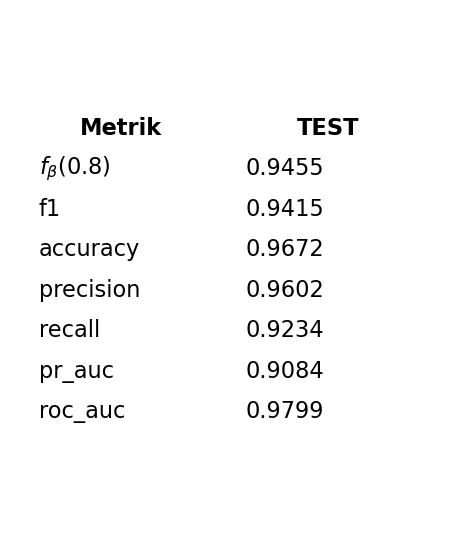 Metrik TEST
fβ(0.8) 0.9455
f1 0.9415
accuracy 0.9672
precision 0.9602
recall 0.9234
pr_auc 0.9084
roc_auc 0.9799